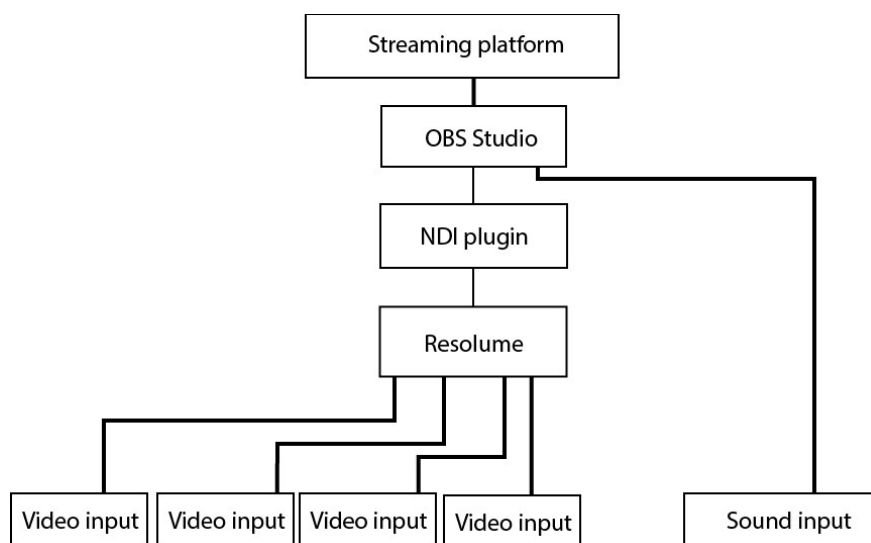 Streaming platform
OBS Studio
NDI plugin
Resolume
Video input
Video input
Video input
Video input
Sound input